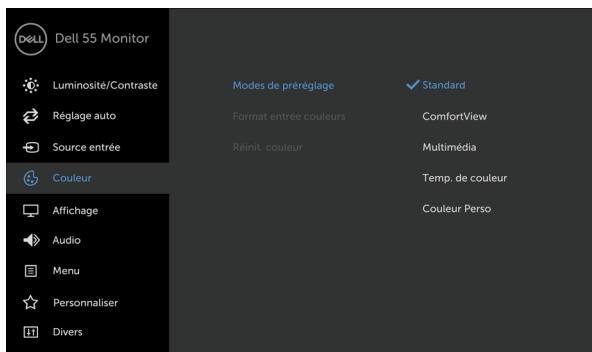 DELL Dell 55 Monitor
Luminosité/Contraste
Réglage auto
Source entrée
Couleur
Affichage
Audio
Menu
Personnaliser
Divers
Modes de préréglage
Format entrée couleurs
Réinit. couleur
Standard
ComfortView
Multimédia
Temp. de couleur
Couleur Perso